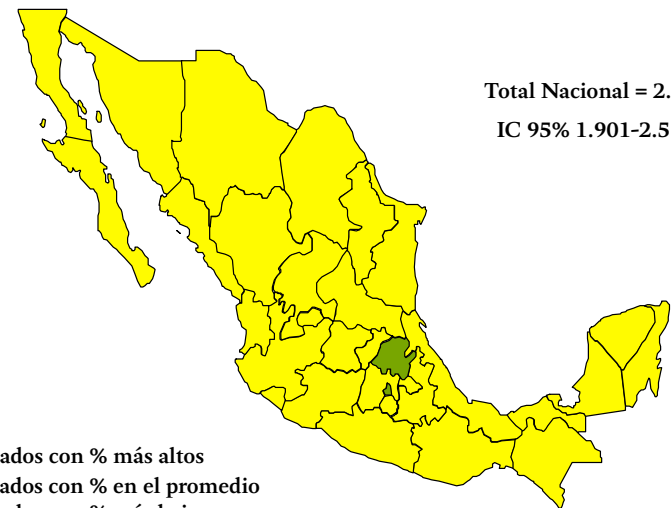 Total Nacional = 2.
IC 95% 1.901-2.5
ados con % más altos
ados con % en el promedio